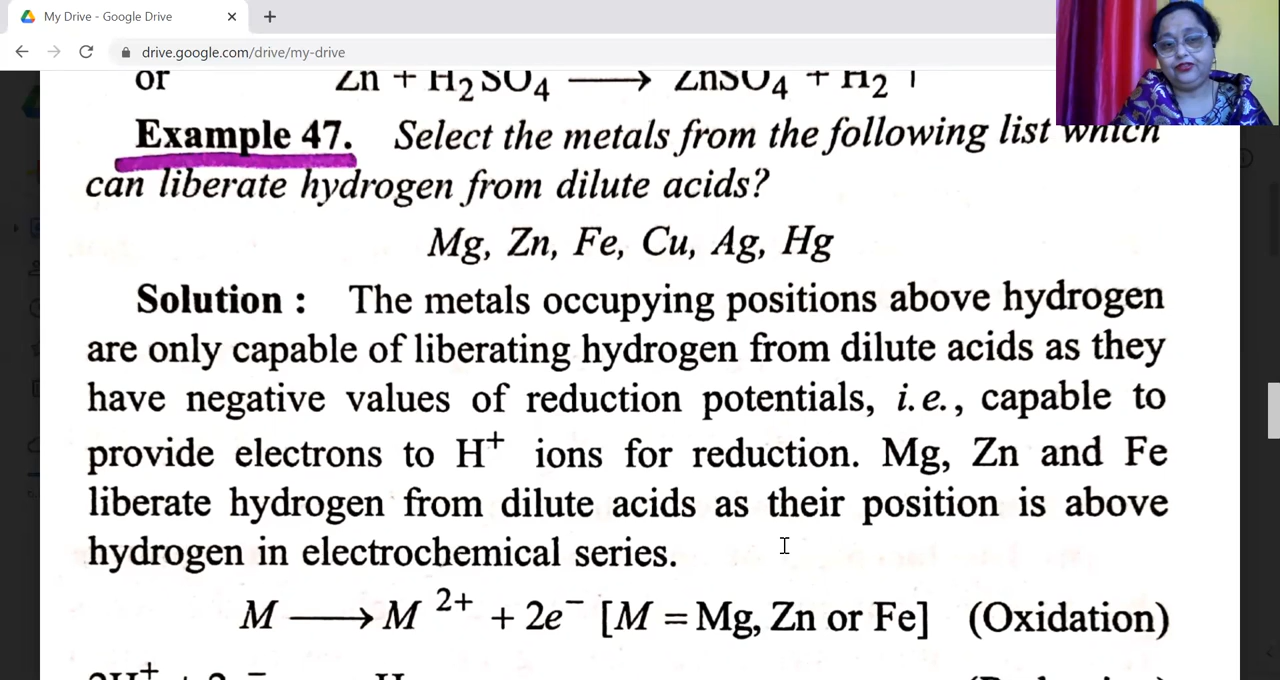 My Drive - Google Drive
drive.google.com/drive/my-drive
or Zn + H2SO4 ⟶ ZnSO4 + H2 ↑
Example 47. Select the metals from the following list which
can liberate hydrogen from dilute acids?
Mg, Zn, Fe, Cu, Ag, Hg
Solution : The metals occupying positions above hydrogen
are only capable of liberating hydrogen from dilute acids as they
have negative values of reduction potentials, i.e., capable to
provide electrons to H⁺ ions for reduction. Mg, Zn and Fe
liberate hydrogen from dilute acids as their position is above
hydrogen in electrochemical series.
M ⟶ M ²⁺ + 2e⁻ [M = Mg, Zn or Fe] (Oxidation)